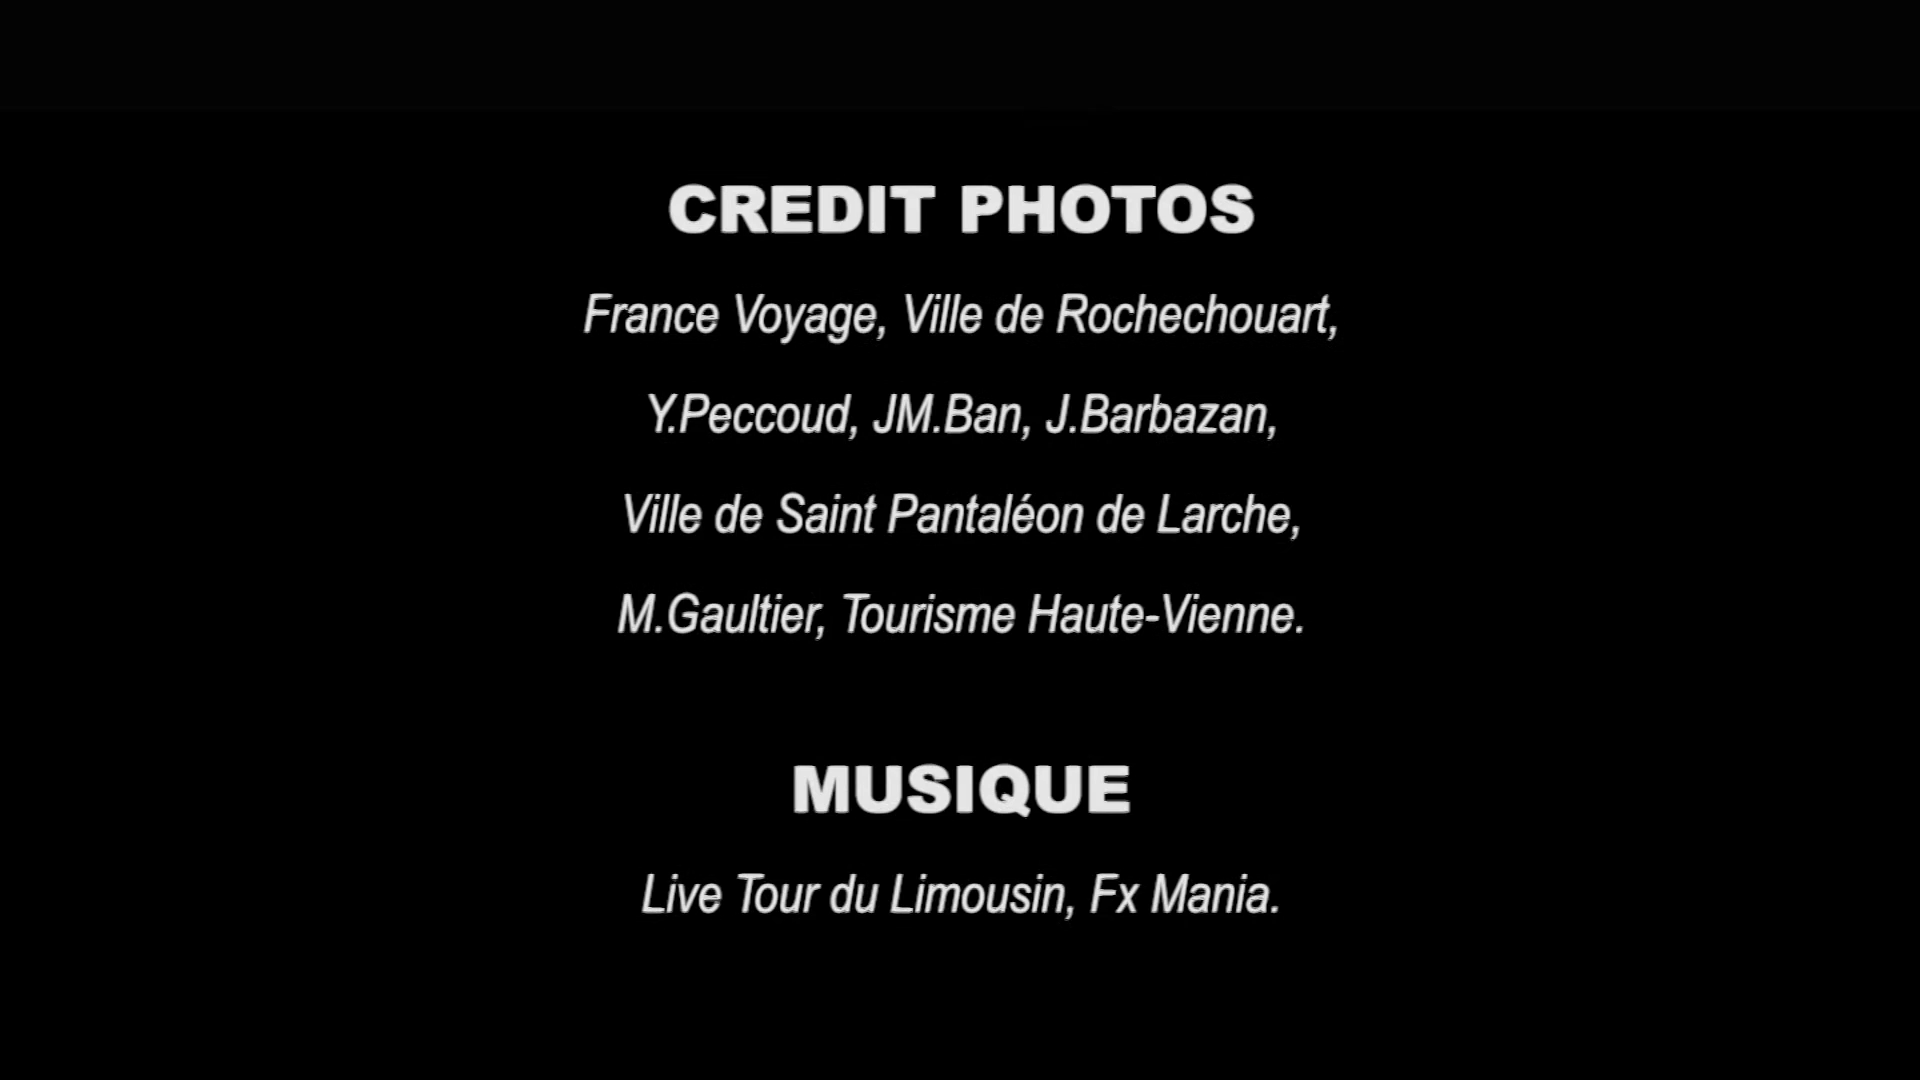 CREDIT PHOTOS
France Voyage, Ville de Rochechouart,
Y.Peccoud, JM.Ban, J.Barbazan,
Ville de Saint Pantaléon de Larche,
M.Gaultier, Tourisme Haute-Vienne.
MUSIQUE
Live Tour du Limousin, Fx Mania.